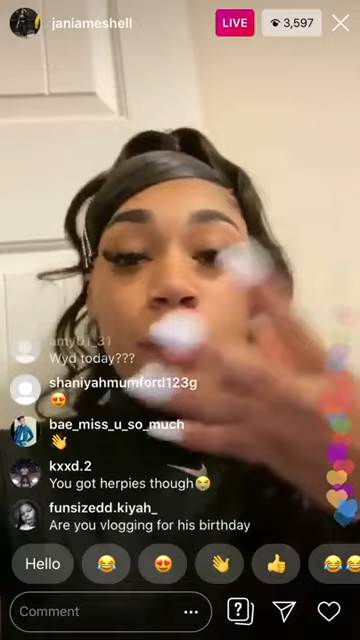 janiameshell
LIVE
3,597
amy01_31
Wyd today???
shaniyahmumford123g
😍
bae_miss_u_so_much
👋
kxxd.2
You got herpies though😭
funsizedd.kiyah_
Are you vlogging for his birthday
Hello 😂 😍 👋 👍 😂😂
Comment